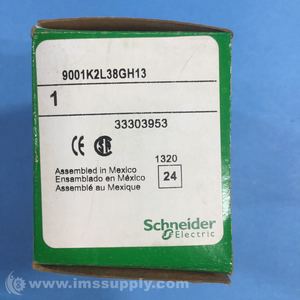 9001K2L38GH13
1
33303953
CE SA
Assembled in Mexico
Ensamblado en México
Assemblé au Mexique
1320
24
Schneider
Electric
© www.imssupply.com